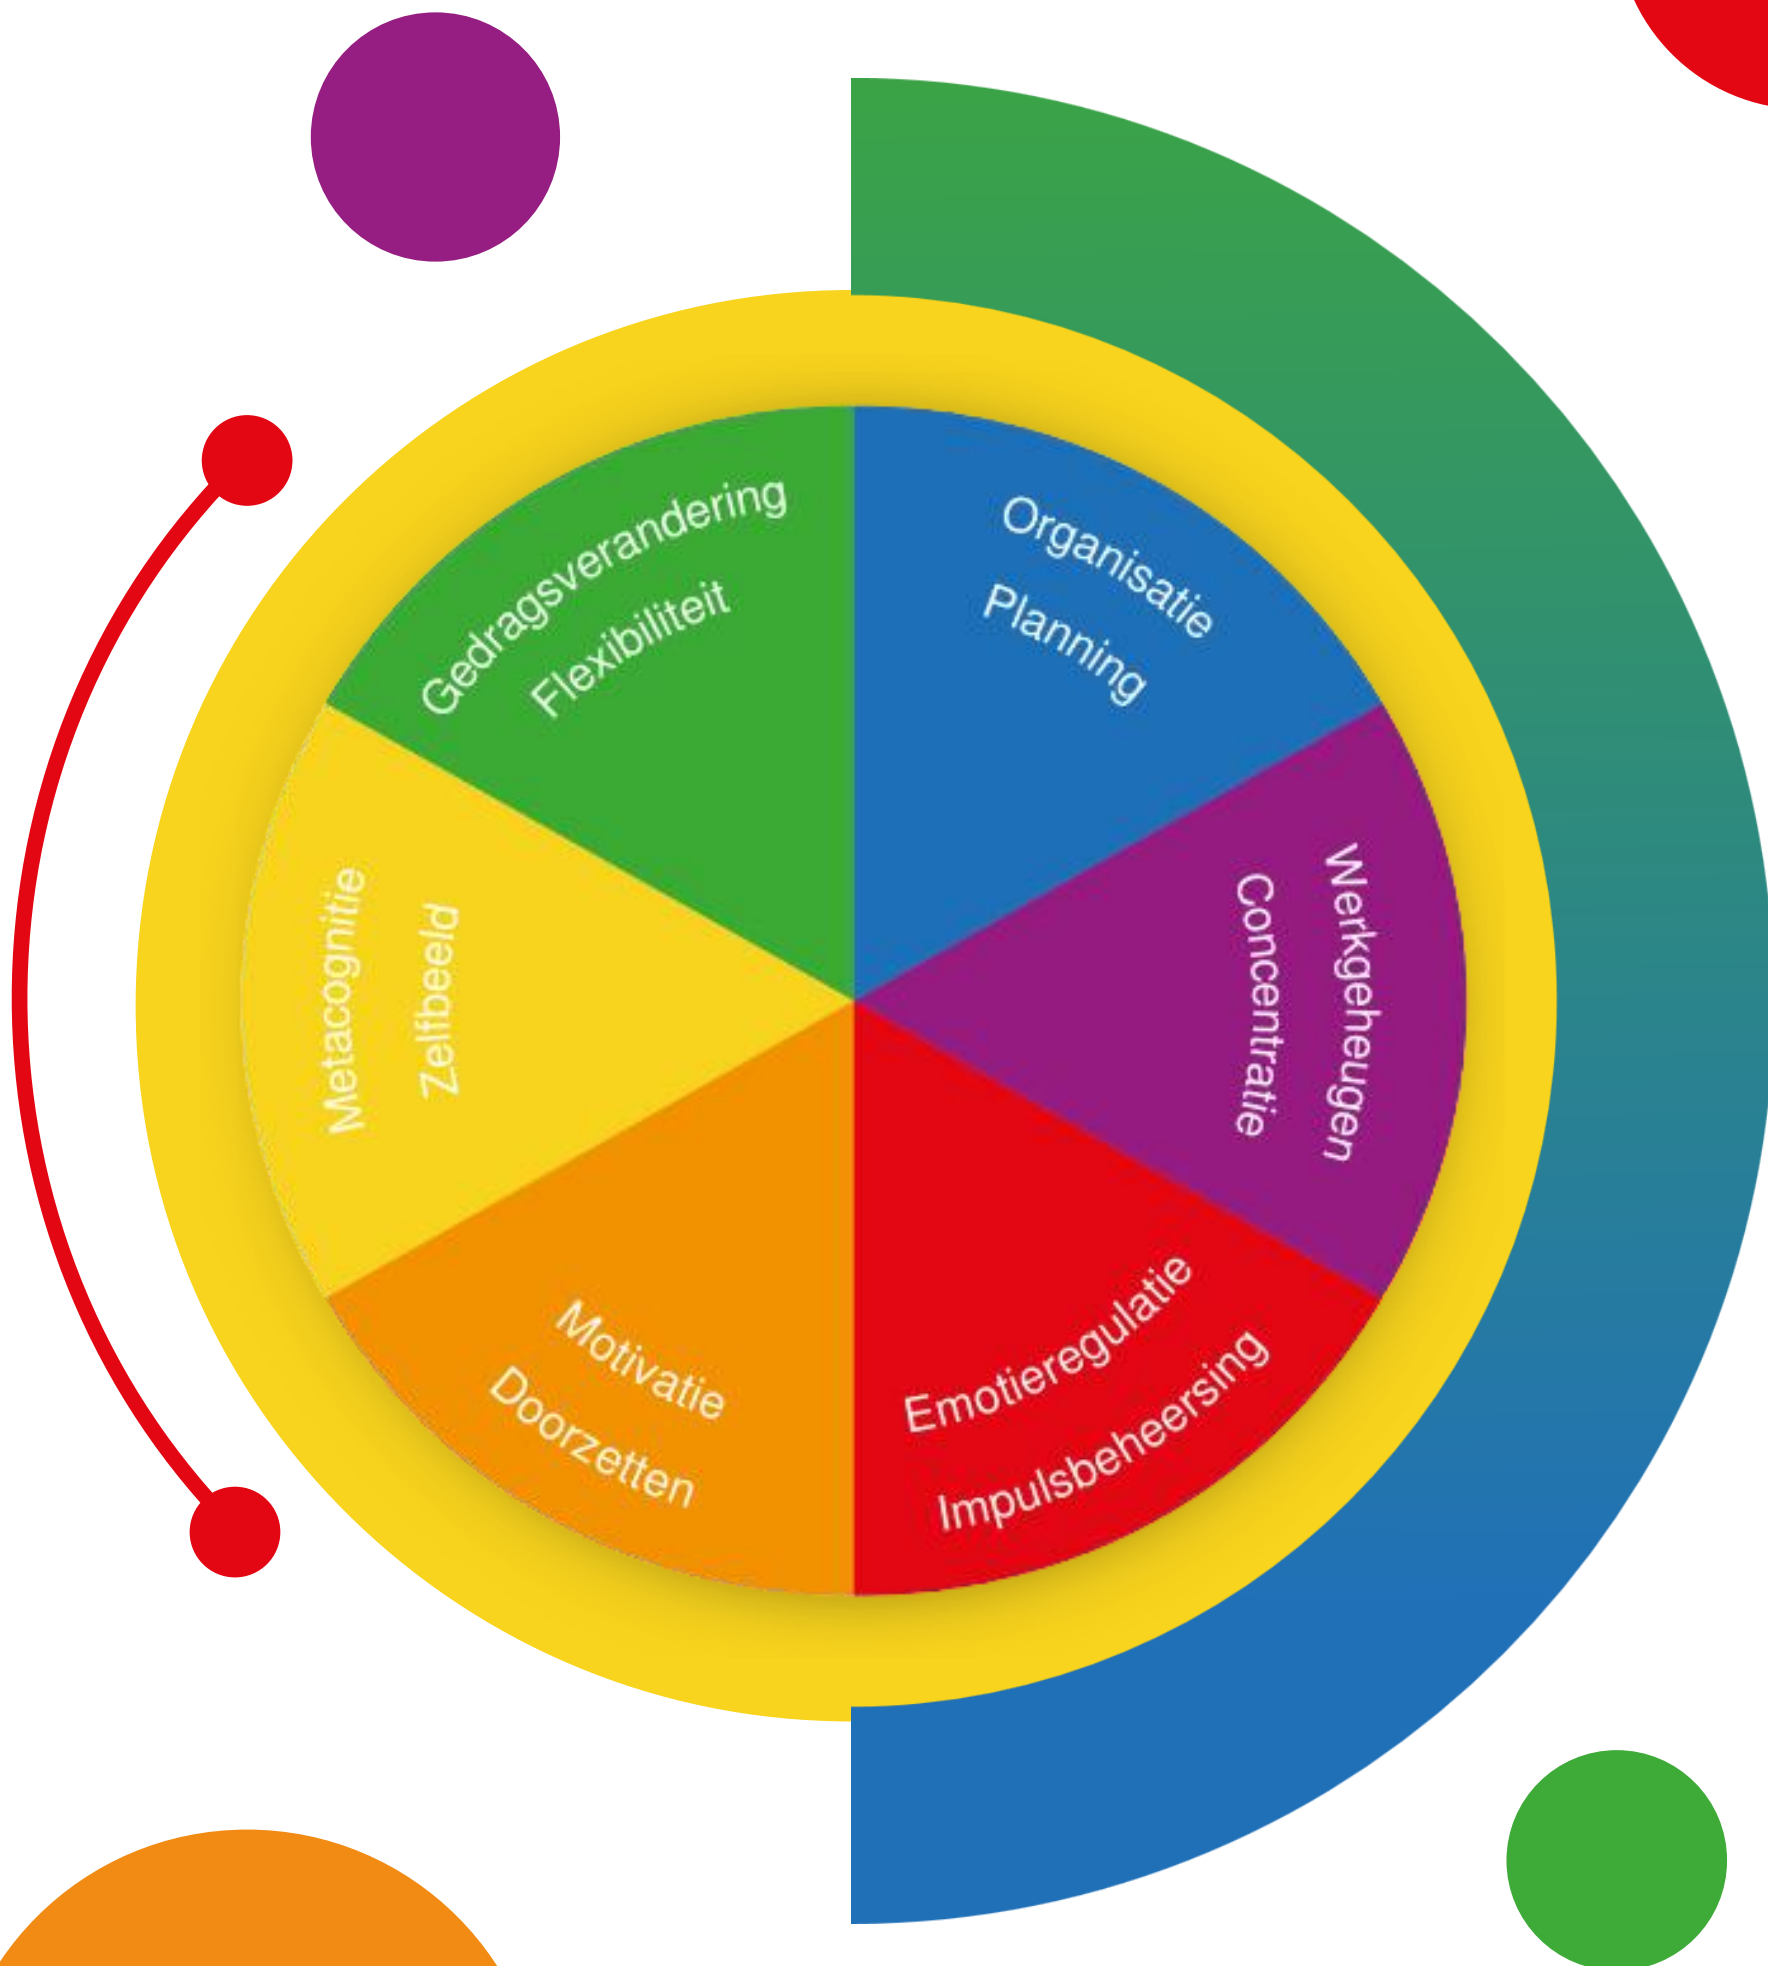 Organisatie
Planning
Werkgeheugen
Concentratie
Emotieregulatie
Impulsbeheersing
Motivatie
Doorzetten
Metacognitie
Zelfbeeld
Gedragsverandering
Flexibiliteit